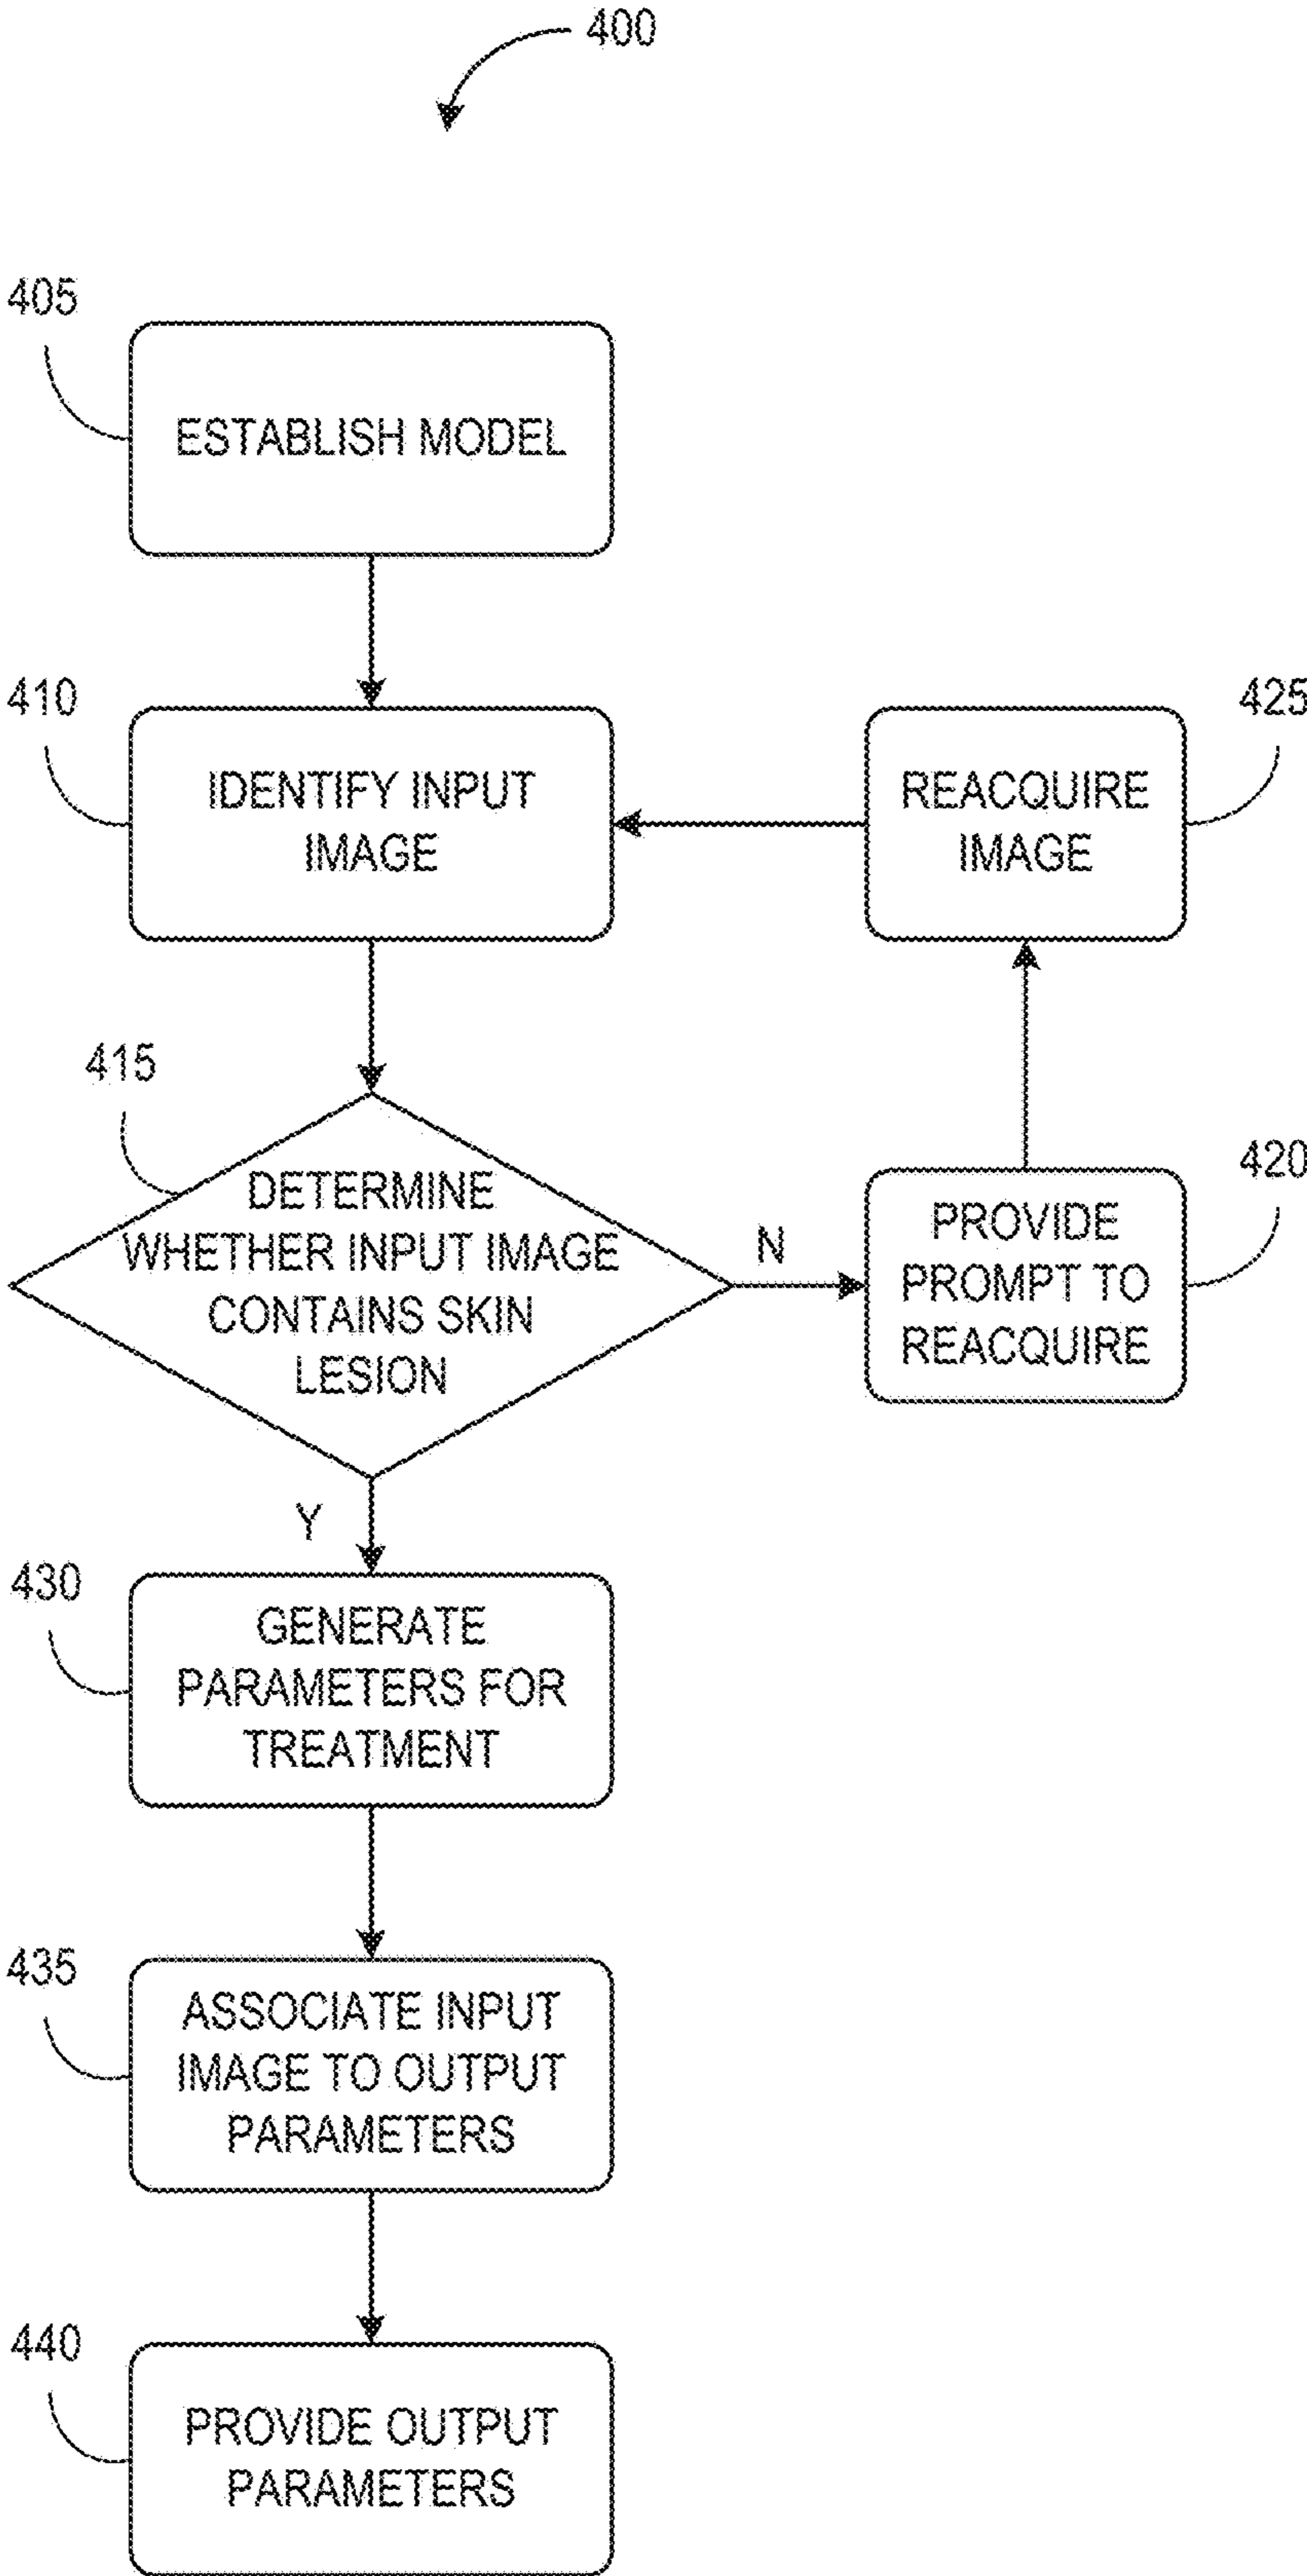 400
405
ESTABLISH MODEL
410
IDENTIFY INPUT
IMAGE
425
REACQUIRE
IMAGE
415
DETERMINE
WHETHER INPUT IMAGE
CONTAINS SKIN
LESION
N
420
PROVIDE
PROMPT TO
REACQUIRE
Y
430
GENERATE
PARAMETERS FOR
TREATMENT
435
ASSOCIATE INPUT
IMAGE TO OUTPUT
PARAMETERS
440
PROVIDE OUTPUT
PARAMETERS